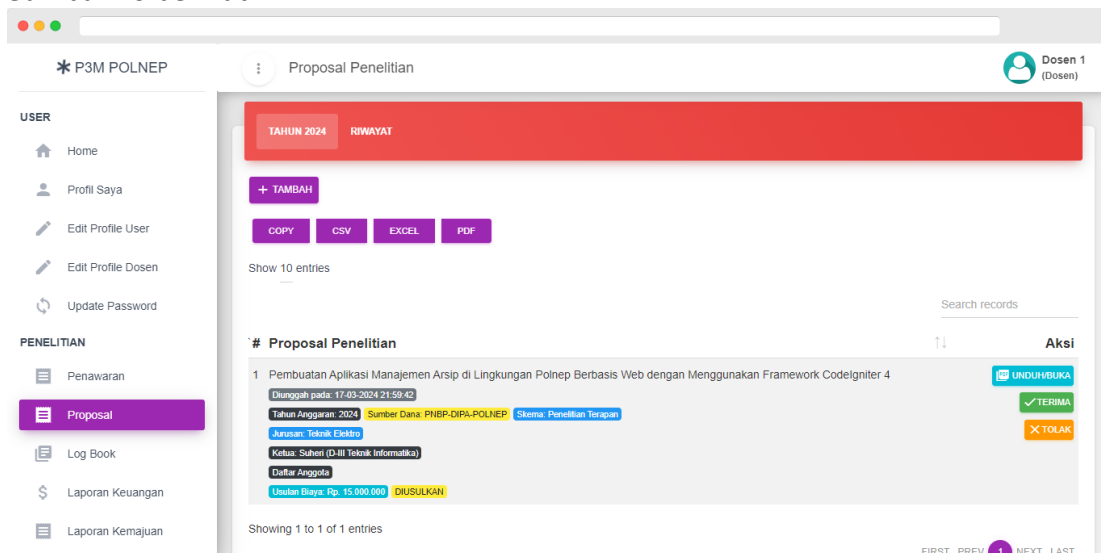 P3M POLNEP
Proposal Penelitian
Dosen 1
(Dosen)
USER
Home
Profil Saya
Edit Profile User
Edit Profile Dosen
Update Password
PENELITIAN
Penawaran
Proposal
Log Book
Laporan Keuangan
Laporan Kemajuan
TAHUN 2024 RIWAYAT
+ TAMBAH
COPY CSV EXCEL PDF
Show 10 entries
Search records
`# Proposal Penelitian ↑↓ Aksi
1 Pembuatan Aplikasi Manajemen Arsip di Lingkungan Polnep Berbasis Web dengan Menggunakan Framework CodeIgniter 4
Diunggah pada: 17-03-2024 21:59:42
Tahun Anggaran: 2024 Sumber Dana: PNBP-DIPA-POLNEP Skema: Penelitian Terapan
Jurusan: Teknik Elektro
Ketua: Suheri (D-III Teknik Informatika)
Daftar Anggota
Usulan Biaya: Rp. 15.000.000 DIUSULKAN
UNDUH/BUKA
TERIMA
TOLAK
Showing 1 to 1 of 1 entries
FIRST PREV 1 NEXT LAST